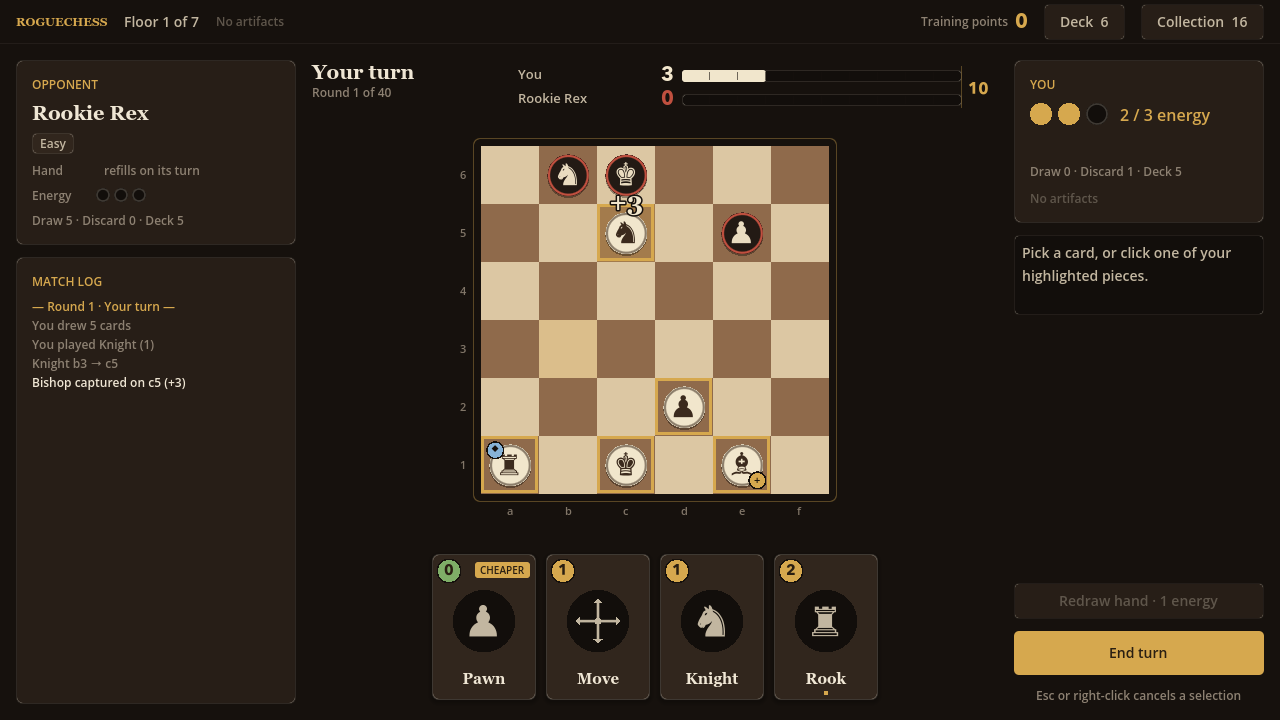 ROGUECHESS
Floor 1 of 7
No artifacts
Training points 0
Deck 6
Collection 16
OPPONENT
Rookie Rex
Easy
Hand refills on its turn
Energy
Draw 5 · Discard 0 · Deck 5
MATCH LOG
— Round 1 · Your turn —
You drew 5 cards
You played Knight (1)
Knight b3 → c5
Bishop captured on c5 (+3)
Your turn
Round 1 of 40
You 3
Rookie Rex 0
10
6
5
4
3
2
1
+3
a b c d e f
0 CHEAPER
Pawn
1
Move
1
Knight
2
Rook
YOU
2 / 3 energy
Draw 0 · Discard 1 · Deck 5
No artifacts
Pick a card, or click one of your
highlighted pieces.
Redraw hand · 1 energy
End turn
Esc or right-click cancels a selection